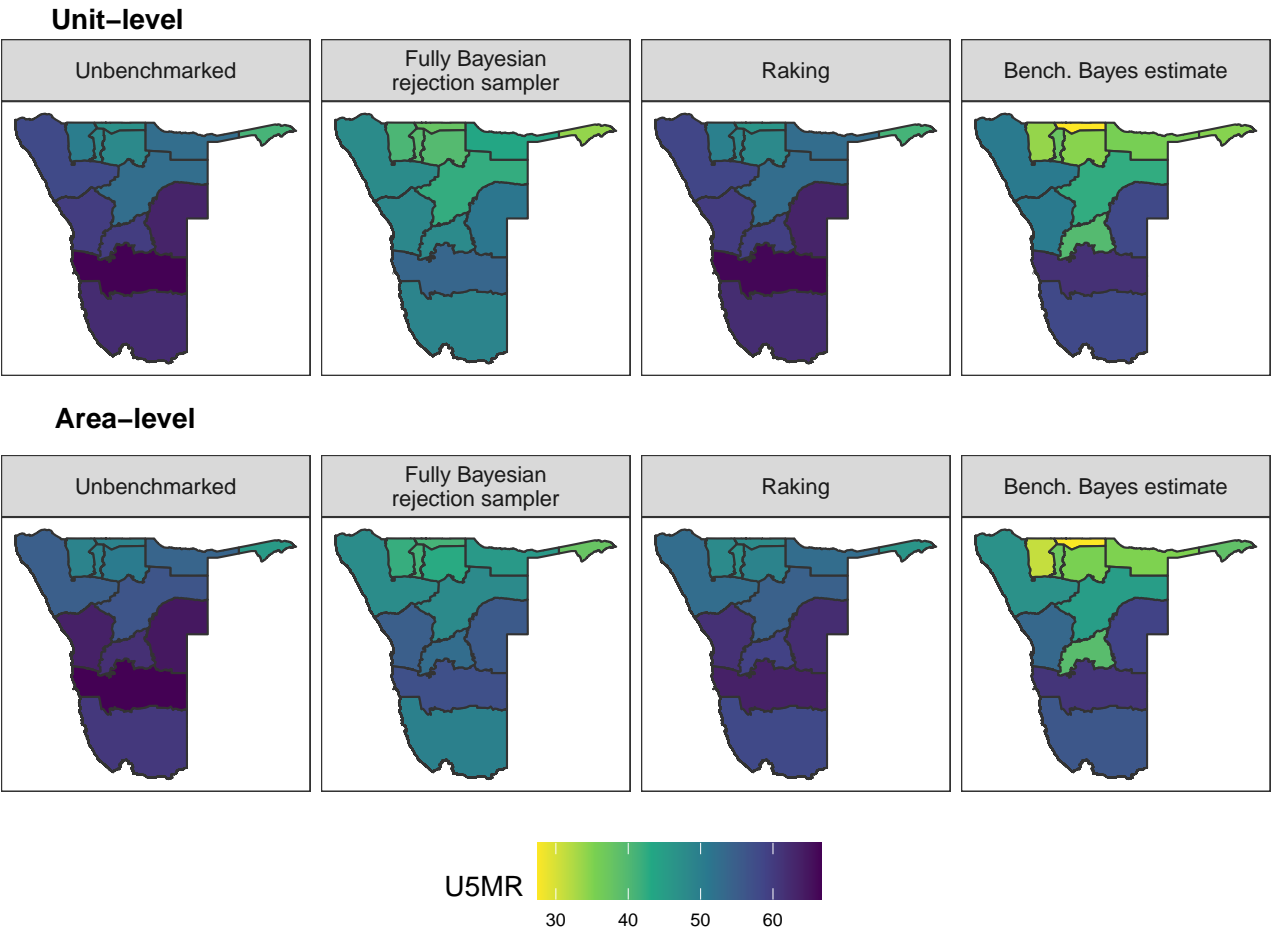 Unit−level
Unbenchmarked
Fully Bayesian
rejection sampler
Raking
Bench. Bayes estimate
Area−level
Unbenchmarked
Fully Bayesian
rejection sampler
Raking
Bench. Bayes estimate
U5MR
30 40 50 60